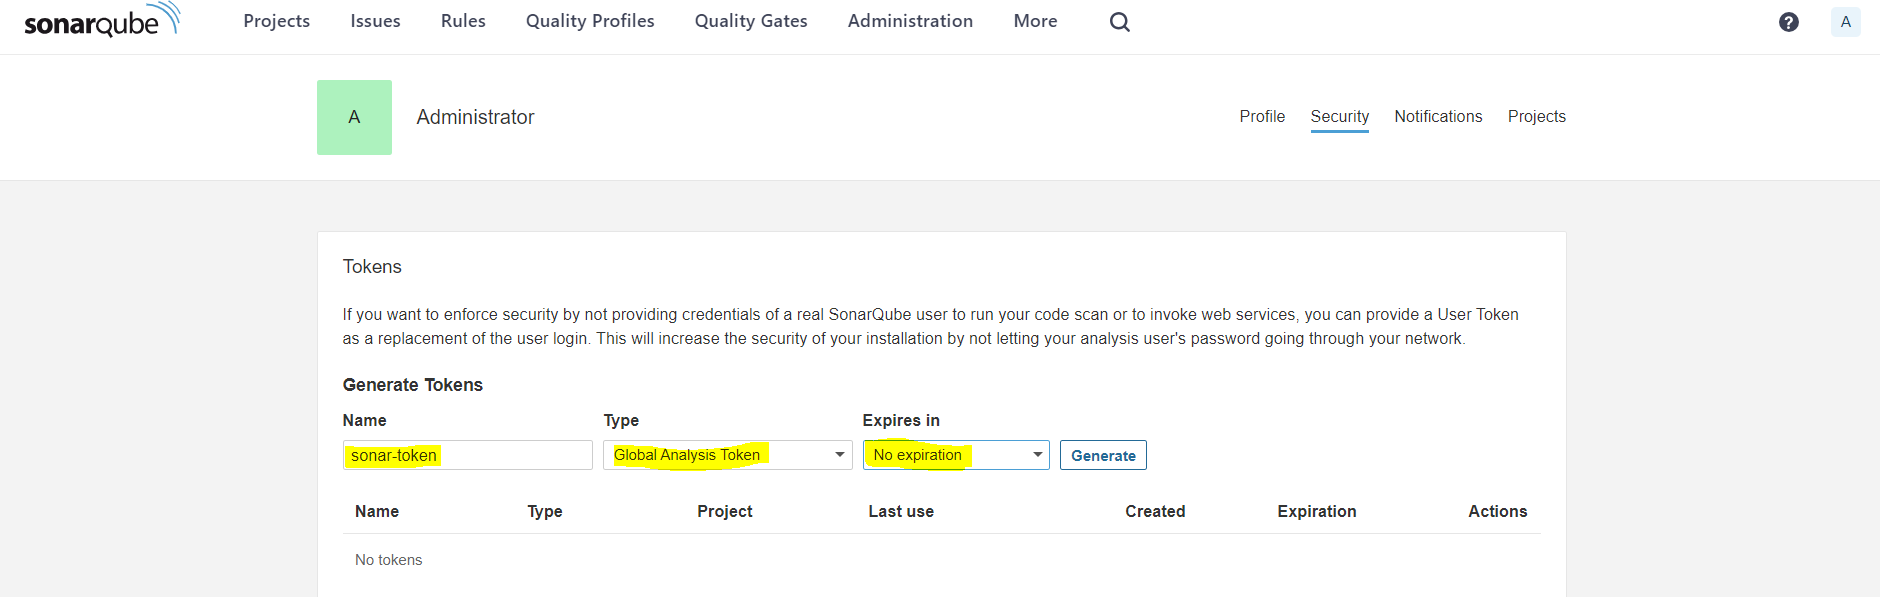 sonarqube Projects Issues Rules Quality Profiles Quality Gates Administration More ? A
A Administrator Profile Security Notifications Projects
Tokens
If you want to enforce security by not providing credentials of a real SonarQube user to run your code scan or to invoke web services, you can provide a User Token
as a replacement of the user login. This will increase the security of your installation by not letting your analysis user's password going through your network.
Generate Tokens
Name Type Expires in
sonar-token Global Analysis Token No expiration Generate
Name Type Project Last use Created Expiration Actions
No tokens